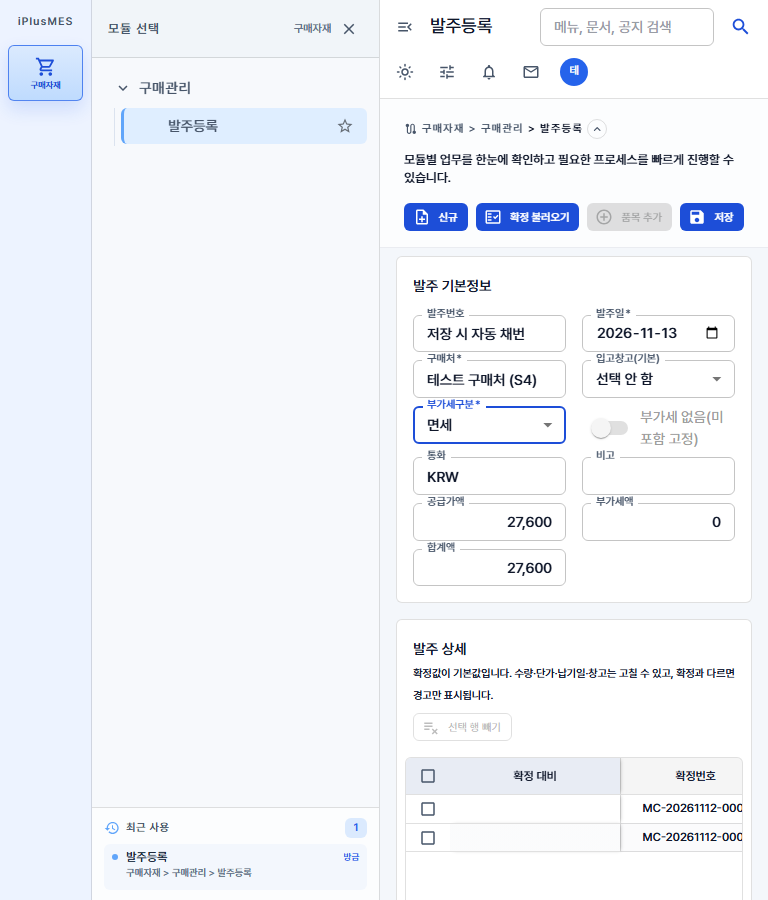 iPlusMES
구매자재
모듈 선택
구매자재
구매관리
발주등록
최근 사용
1
발주등록
방금
구매자재 > 구매관리 > 발주등록
발주등록
메뉴, 문서, 공지 검색
테
구매자재 > 구매관리 > 발주등록
모듈별 업무를 한눈에 확인하고 필요한 프로세스를 빠르게 진행할 수
있습니다.
신규
확정 불러오기
품목 추가
저장
발주 기본정보
발주번호
저장 시 자동 채번
발주일*
2026-11-13
구매처*
테스트 구매처 (S4)
입고창고(기본)
선택 안 함
부가세구분*
면세
부가세 없음(미
포함 고정)
통화
KRW
비고
공급가액
27,600
부가세액
0
합계액
27,600
발주 상세
확정값이 기본값입니다. 수량·단가·납기일·창고는 고칠 수 있고, 확정과 다르면
경고만 표시됩니다.
선택 행 빼기
확정 대비
확정번호
MC-20261112-000
MC-20261112-000